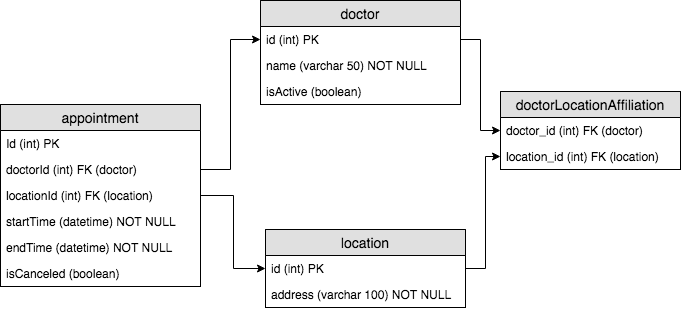 doctor
id (int) PK
name (varchar 50) NOT NULL
isActive (boolean)
appointment
Id (int) PK
doctorId (int) FK (doctor)
locationId (int) FK (location)
startTime (datetime) NOT NULL
endTime (datetime) NOT NULL
isCanceled (boolean)
doctorLocationAffiliation
doctor_id (int) FK (doctor)
location_id (int) FK (location)
location
id (int) PK
address (varchar 100) NOT NULL